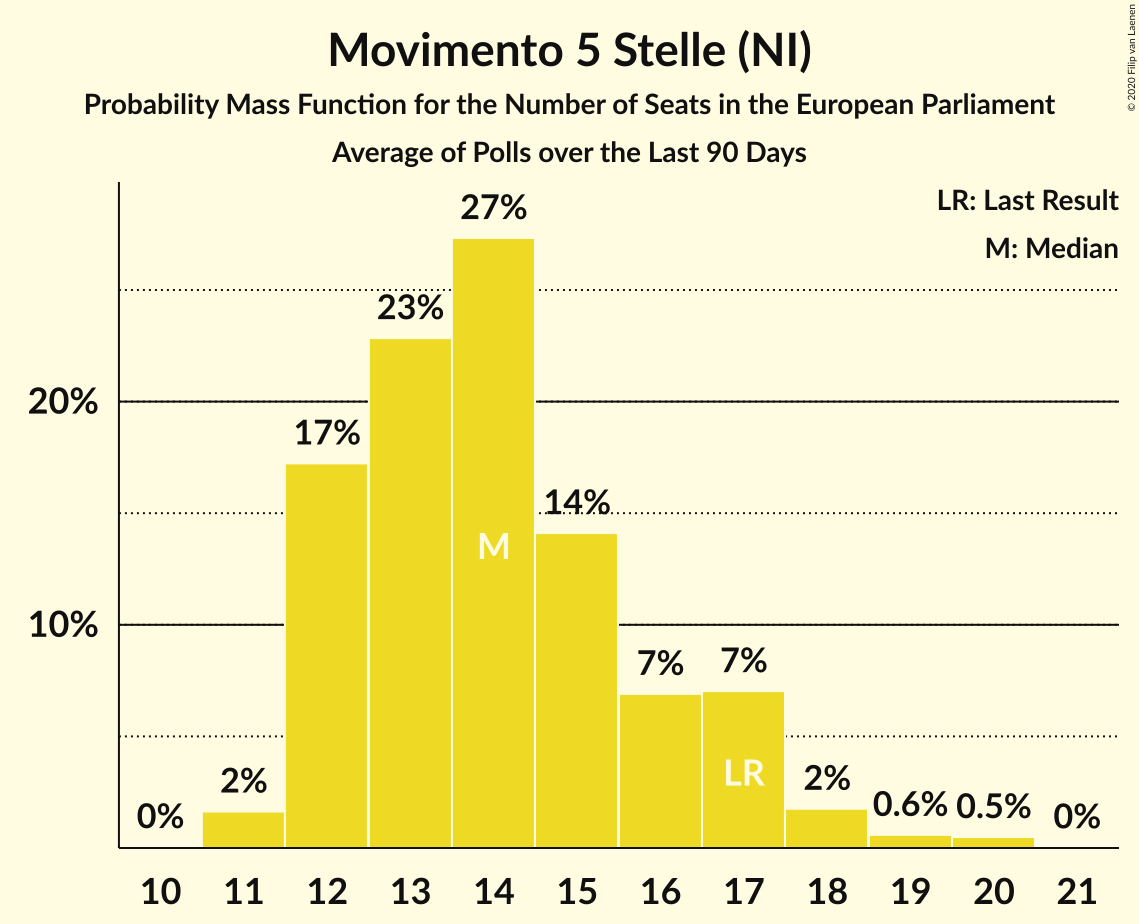 Movimento 5 Stelle (NI)
Probability Mass Function for the Number of Seats in the European Parliament
Average of Polls over the Last 90 Days
© 2020 Filip van Laenen
LR: Last Result
M: Median
27%
23%
20%
17%
14%
M
10%
7%
7%
LR
2%
2%
0%
0.6%
0.5%
0%
10 11 12 13 14 15 16 17 18 19 20 21